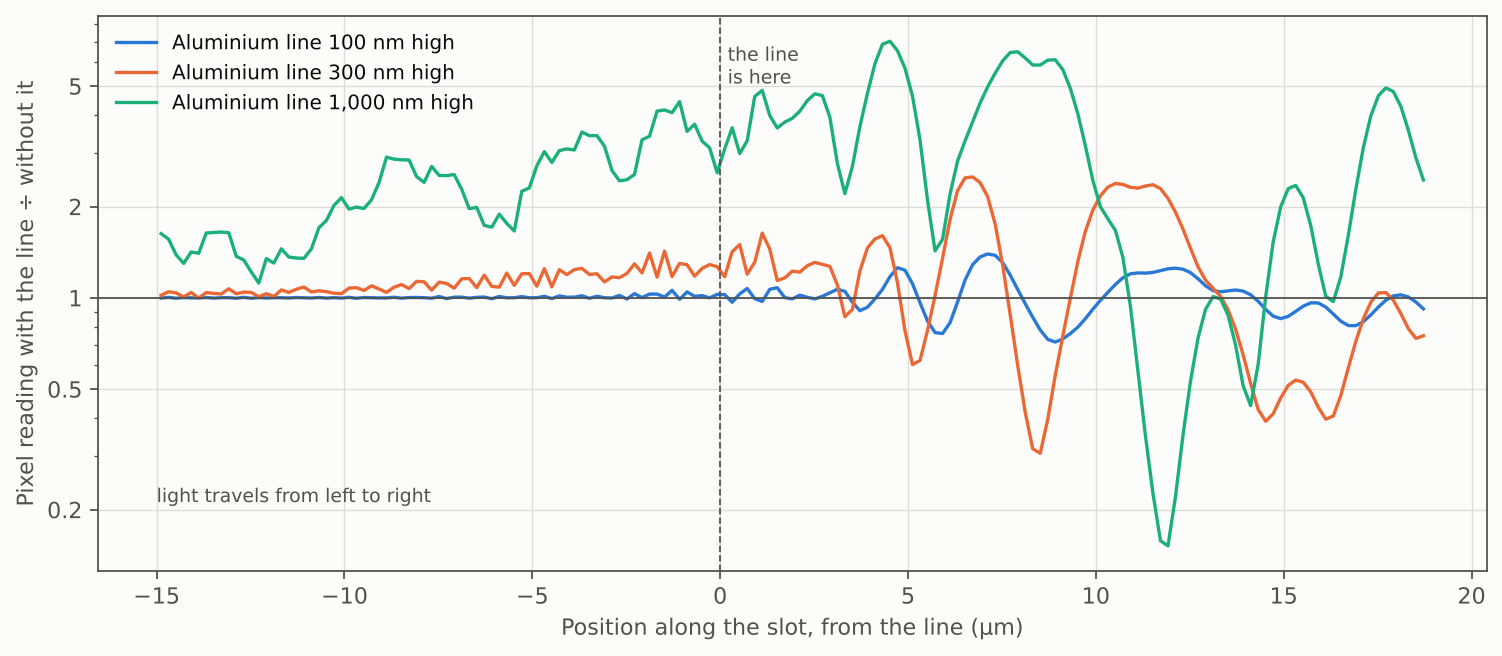 Aluminium line 100 nm high
Aluminium line 300 nm high
Aluminium line 1,000 nm high
the line
is here
light travels from left to right
Pixel reading with the line ÷ without it
5
2
1
0.5
0.2
−15
−10
−5
0
5
10
15
20
Position along the slot, from the line (µm)